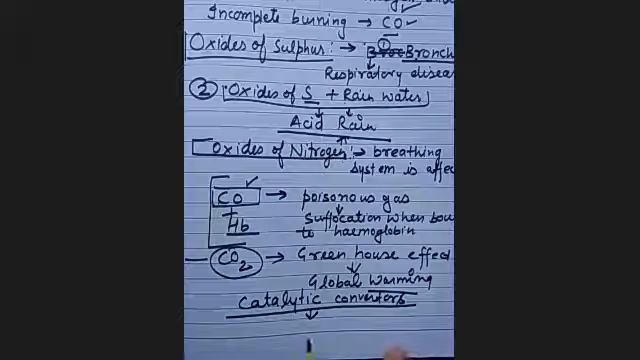 Incomplete burning → CO ✓
Oxides of Sulphur: → ① Bronch
Respiratory diseas
② Oxides of S + Rain water
Acid Rain
Oxides of Nitrogen :→ breathing
system is affec
CO ✓ → poisonous gas
+
Hb
Suffocation when bou
to haemoglobin
CO2 → Green house effect
Global warming
Catalytic converters